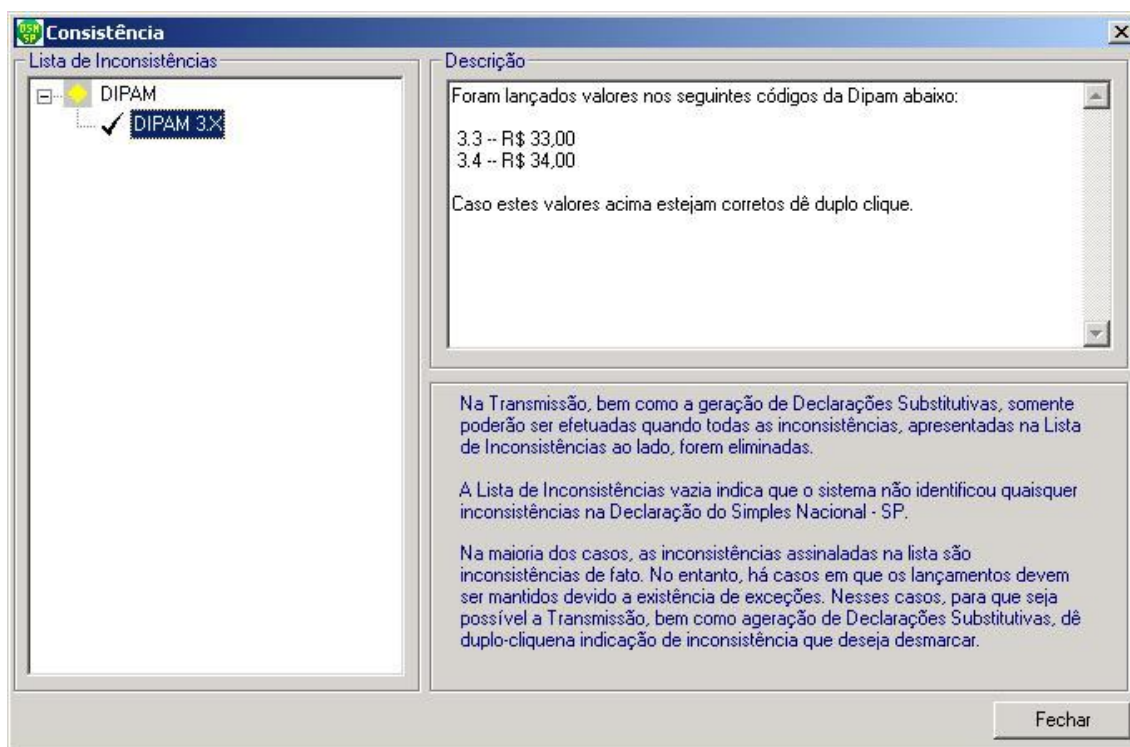 DSN
SP
Consistência
Lista de Inconsistências
DIPAM
DIPAM 3.X
Descrição
Foram lançados valores nos seguintes códigos da Dipam abaixo:
3.3 -- R$ 33,00
3.4 -- R$ 34,00
Caso estes valores acima estejam corretos dê duplo clique.
Na Transmissão, bem como a geração de Declarações Substitutivas, somente
poderão ser efetuadas quando todas as inconsistências, apresentadas na Lista
de Inconsistências ao lado, forem eliminadas.
A Lista de Inconsistências vazia indica que o sistema não identificou quaisquer
inconsistências na Declaração do Simples Nacional - SP.
Na maioria dos casos, as inconsistências assinaladas na lista são
inconsistências de fato. No entanto, há casos em que os lançamentos devem
ser mantidos devido a existência de exceções. Nesses casos, para que seja
possível a Transmissão, bem como ageração de Declarações Substitutivas, dê
duplo-cliquena indicação de inconsistência que deseja desmarcar.
Fechar